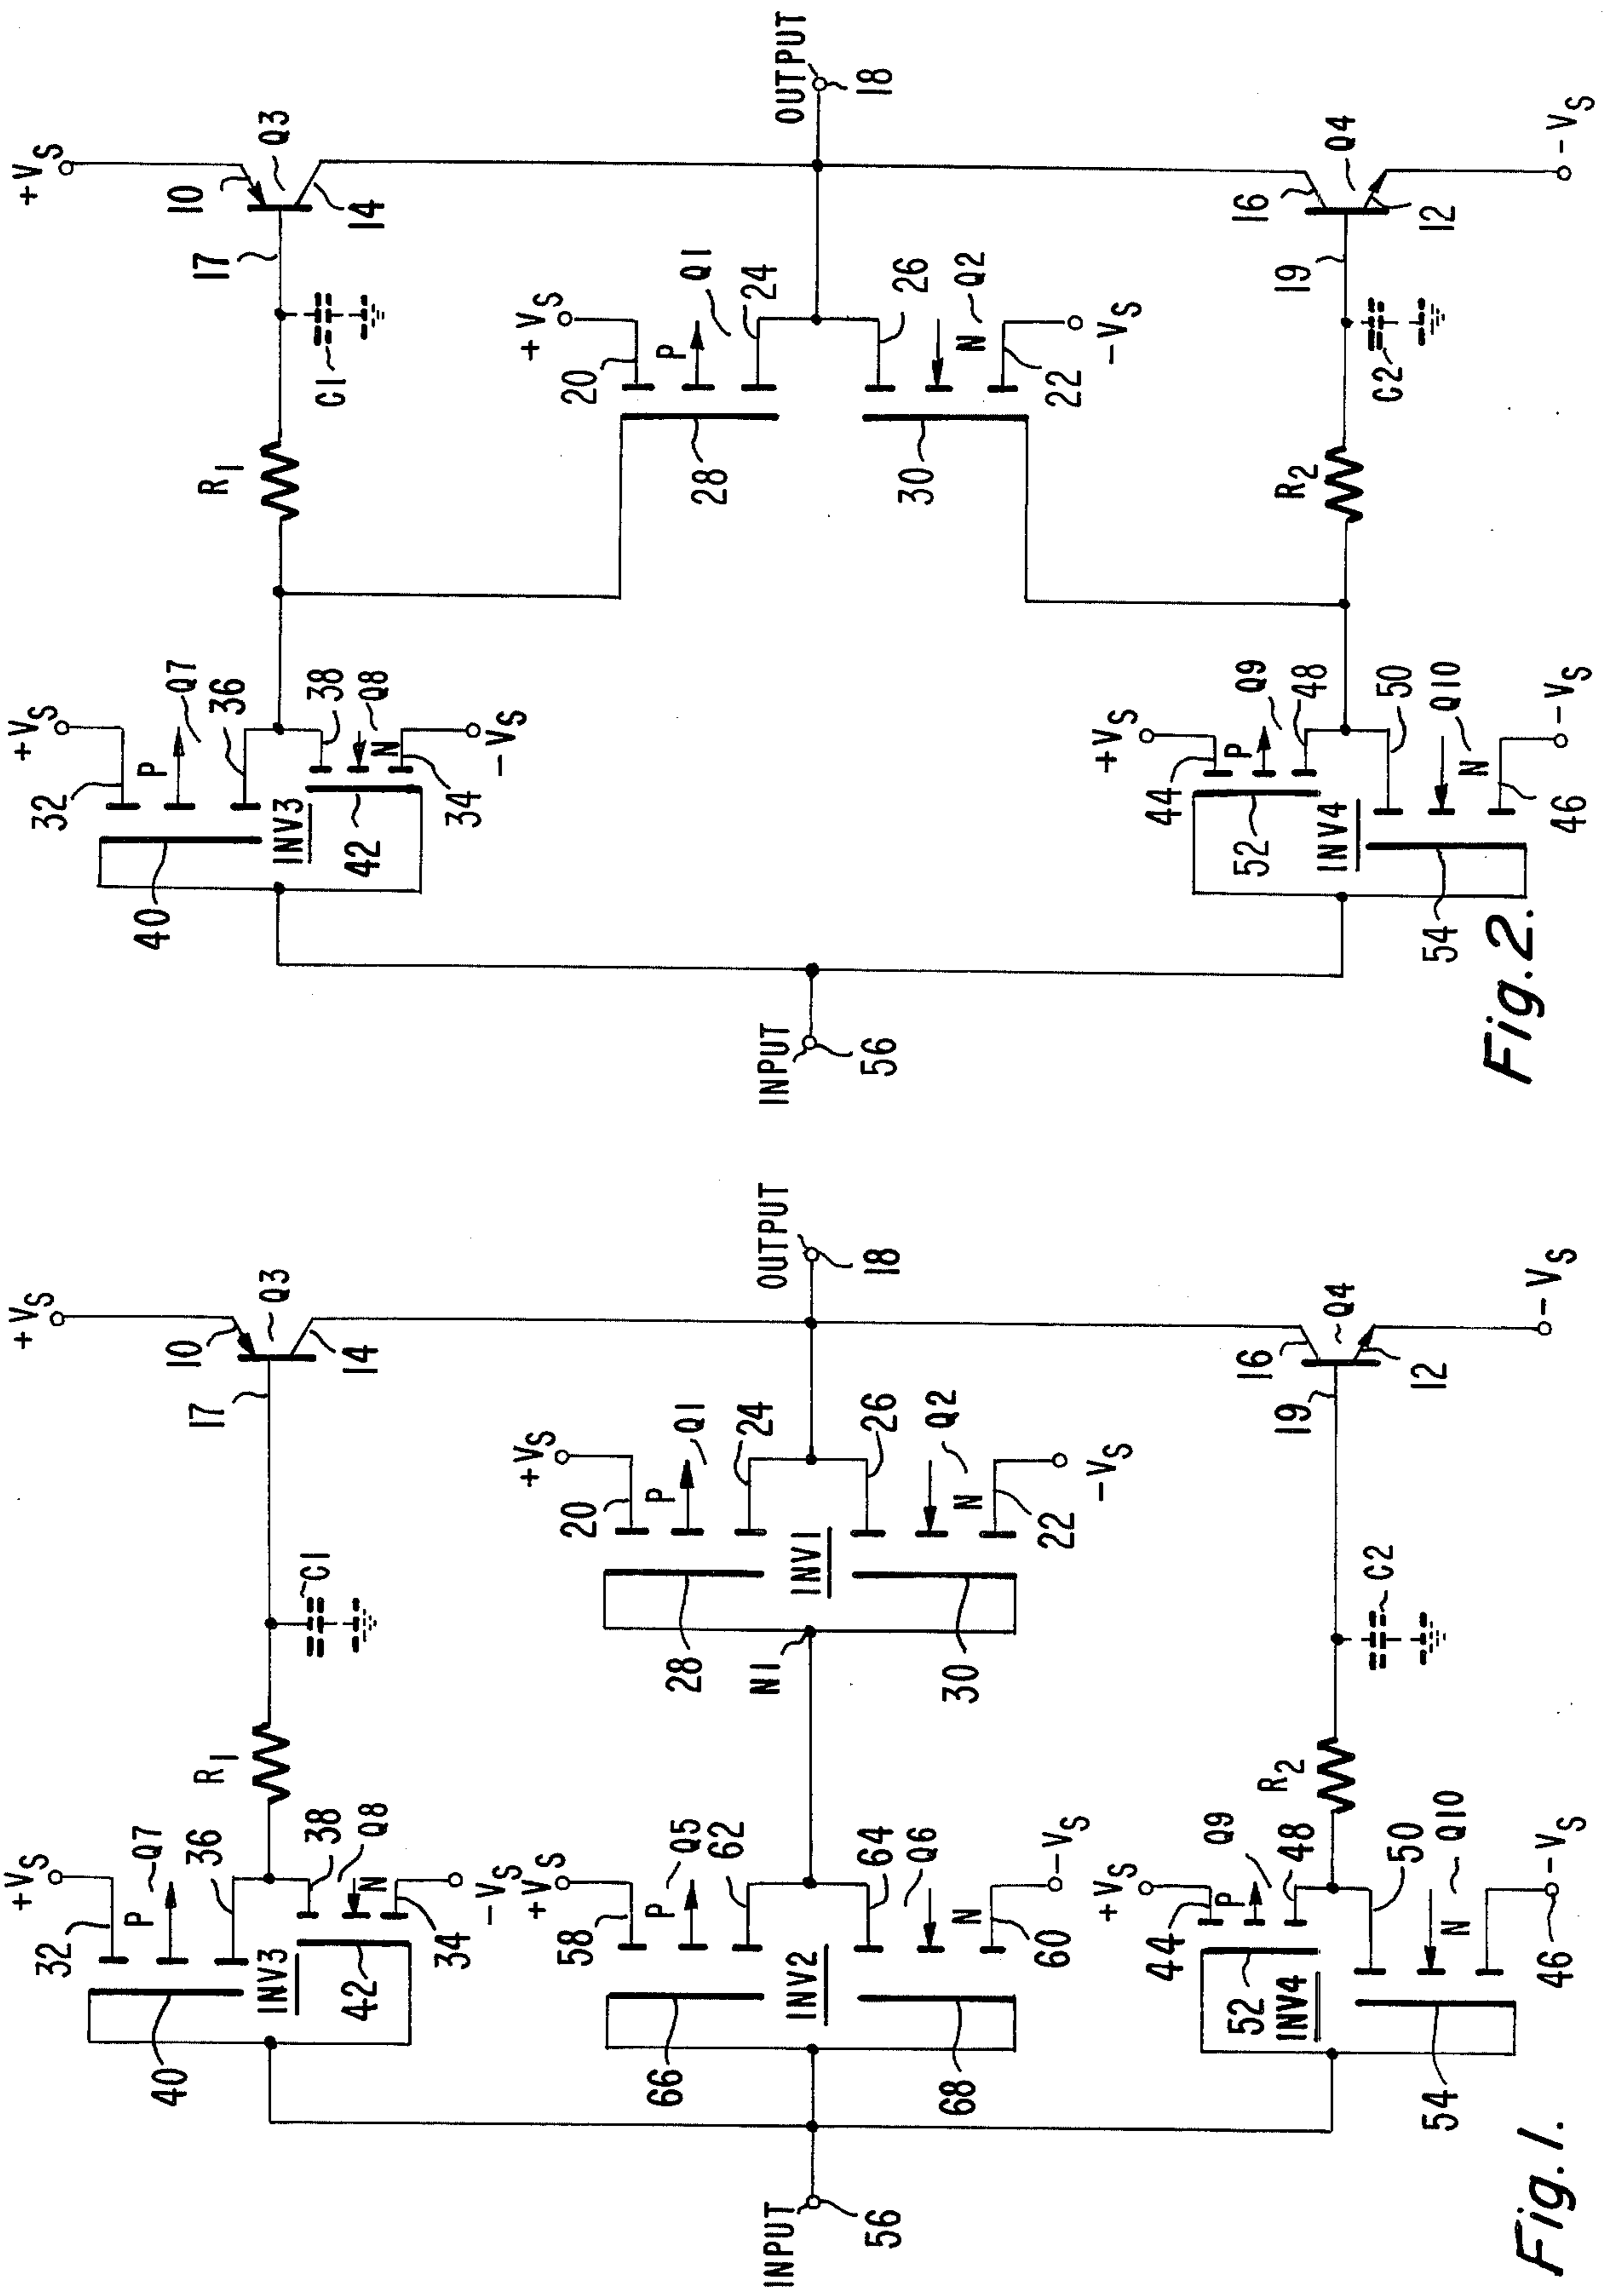 +VS
+VS
32
P
Q7
36
40
INV3
38
Q8
N
42
34
-VS
R1
C1
17
10
Q3
14
+VS
58
P
Q5
62
66
INV2
64
Q6
N
68
60
-VS
+VS
20
P
Q1
24
28
N1
INV1
26
Q2
N
30
22
-VS
OUTPUT
18
INPUT
56
+VS
44
P
Q9
48
52
INV4
50
Q10
N
54
46
-VS
R2
C2
19
16
Q4
12
-VS
Fig.1.
+VS
+VS
32
P
Q7
36
40
INV3
38
Q8
N
42
34
-VS
R1
C1
17
10
Q3
14
+VS
20
P
Q1
24
28
26
Q2
N
30
22
-VS
OUTPUT
18
INPUT
56
+VS
44
P
Q9
48
52
INV4
50
Q10
N
54
46
-VS
R2
C2
19
16
Q4
12
-VS
Fig.2.